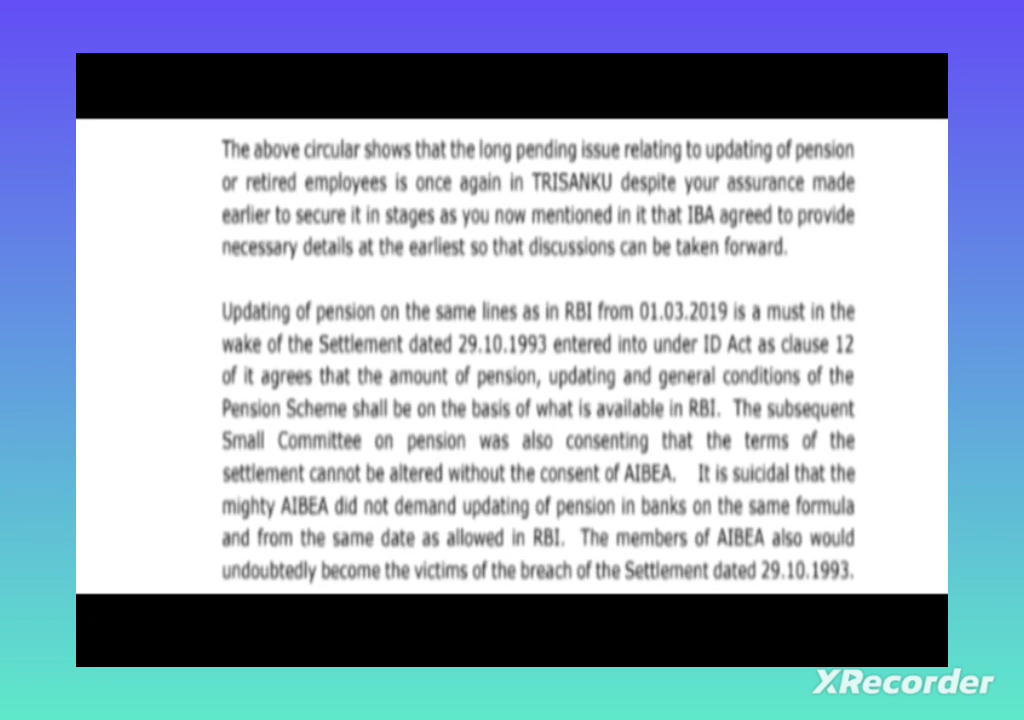 The above circular shows that the long pending issue relating to updating of pension
or retired employees is once again in TRISANKU despite your assurance made
earlier to secure it in stages as you now mentioned in it that IBA agreed to provide
necessary details at the earliest so that discussions can be taken forward.
Updating of pension on the same lines as in RBI from 01.03.2019 is a must in the
wake of the Settlement dated 29.10.1993 entered into under ID Act as clause 12
of it agrees that the amount of pension, updating and general conditions of the
Pension Scheme shall be on the basis of what is available in RBI. The subsequent
Small Committee on pension was also consenting that the terms of the
settlement cannot be altered without the consent of AIBEA. It is suicidal that the
mighty AIBEA did not demand updating of pension in banks on the same formula
and from the same date as allowed in RBI. The members of AIBEA also would
undoubtedly become the victims of the breach of the Settlement dated 29.10.1993.
XRecorder